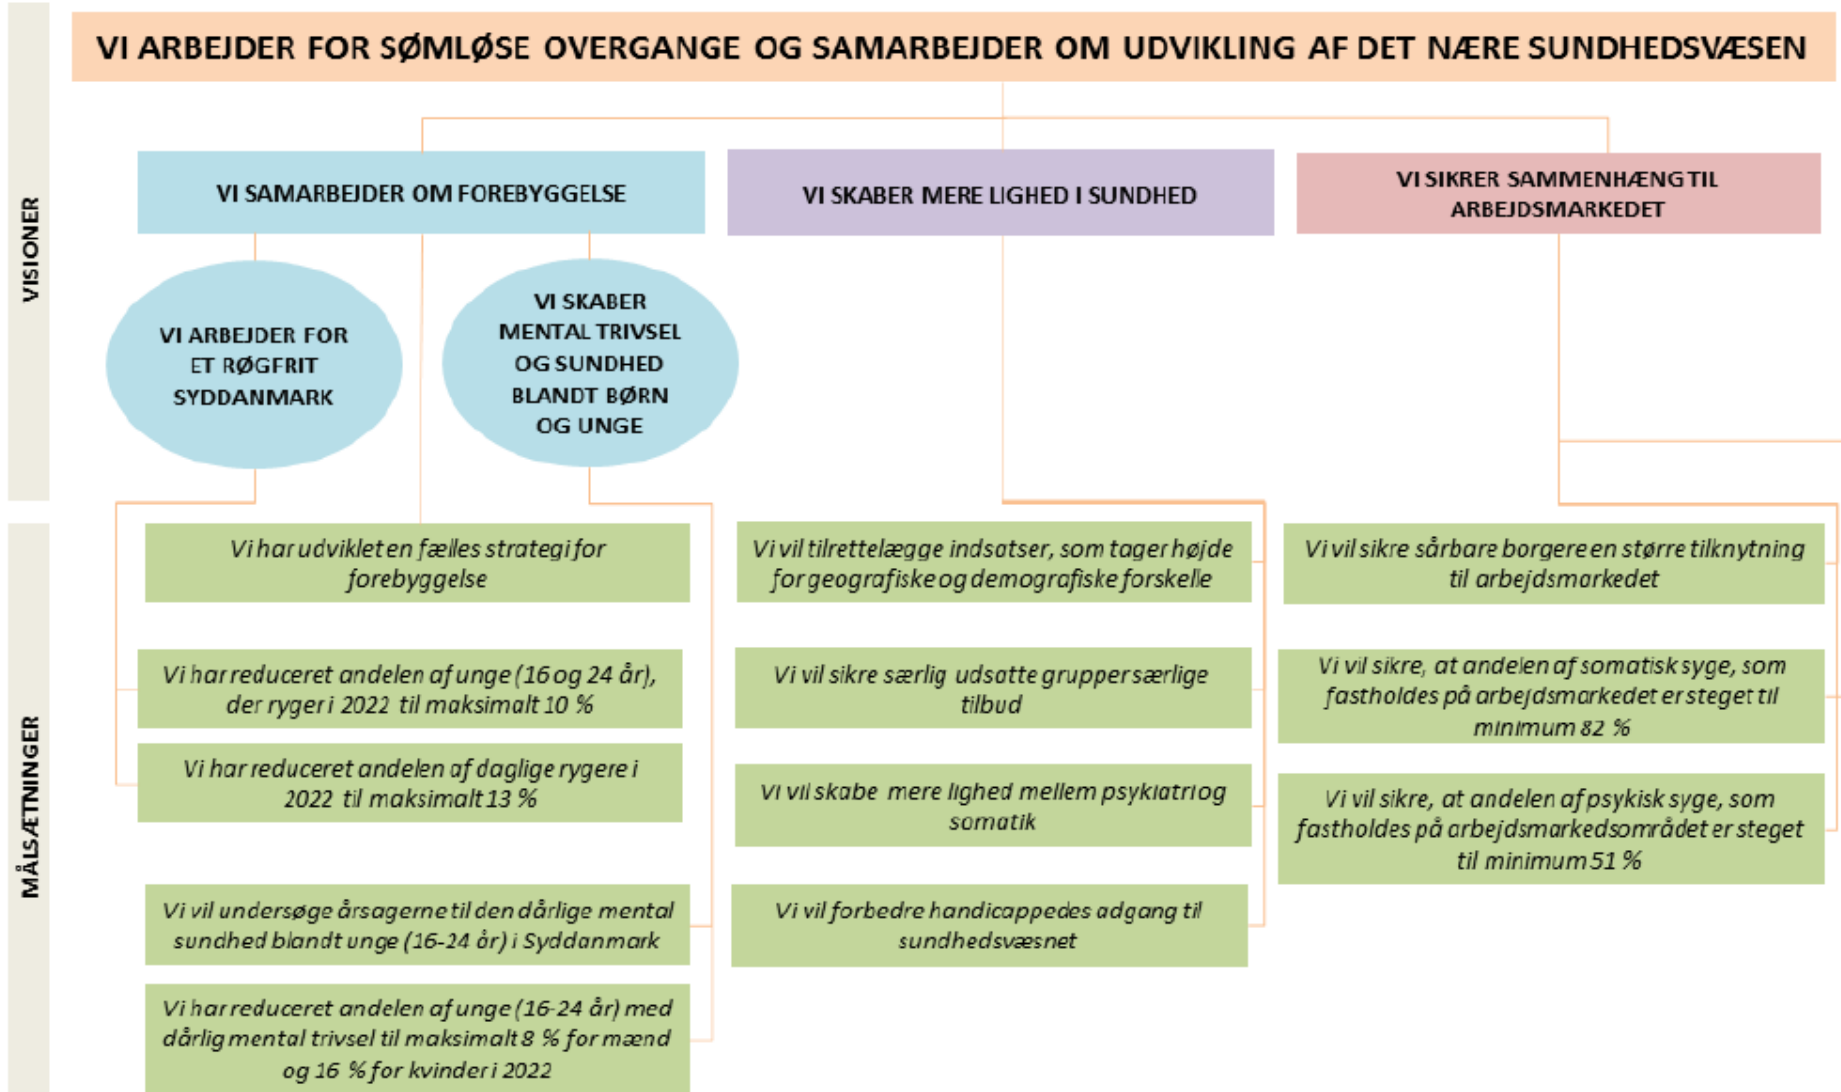 VI ARBEJDER FOR SØMLØSE OVERGANGE OG SAMARBEJDER OM UDVIKLING AF DET NÆRE SUNDHEDSVÆSEN
VISIONER
VI SAMARBEJDER OM FOREBYGGELSE
VI SKABER MERE LIGHED I SUNDHED
VI SIKRER SAMMENHÆNG TIL
ARBEJDSMARKEDET
VI ARBEJDER FOR
ET RØGFRIT
SYDDANMARK
VI SKABER
MENTAL TRIVSEL
OG SUNDHED
BLANDT BØRN
OG UNGE
MÅLSÆTNINGER
Vi har udviklet en fælles strategi for
forebyggelse
Vi har reduceret andelen af unge (16 og 24 år),
der ryger i 2022 til maksimalt 10 %
Vi har reduceret andelen af daglige rygere i
2022 til maksimalt 13 %
Vi vil undersøge årsagerne til den dårlige mental
sundhed blandt unge (16-24 år) i Syddanmark
Vi har reduceret andelen af unge (16-24 år) med
dårlig mental trivsel til maksimalt 8 % for mænd
og 16 % for kvinder i 2022
Vi vil tilrettelægge indsatser, som tager højde
for geografiske og demografiske forskelle
Vi vil sikre særlig udsatte grupper særlige
tilbud
Vi vil skabe mere lighed mellem psykiatri og
somatik
Vi vil forbedre handicappedes adgang til
sundhedsvæsnet
Vi vil sikre sårbare borgere en større tilknytning
til arbejdsmarkedet
Vi vil sikre, at andelen af somatisk syge, som
fastholdes på arbejdsmarkedet er steget til
minimum 82 %
Vi vil sikre, at andelen af psykisk syge, som
fastholdes på arbejdsmarkedsområdet er steget
til minimum 51 %